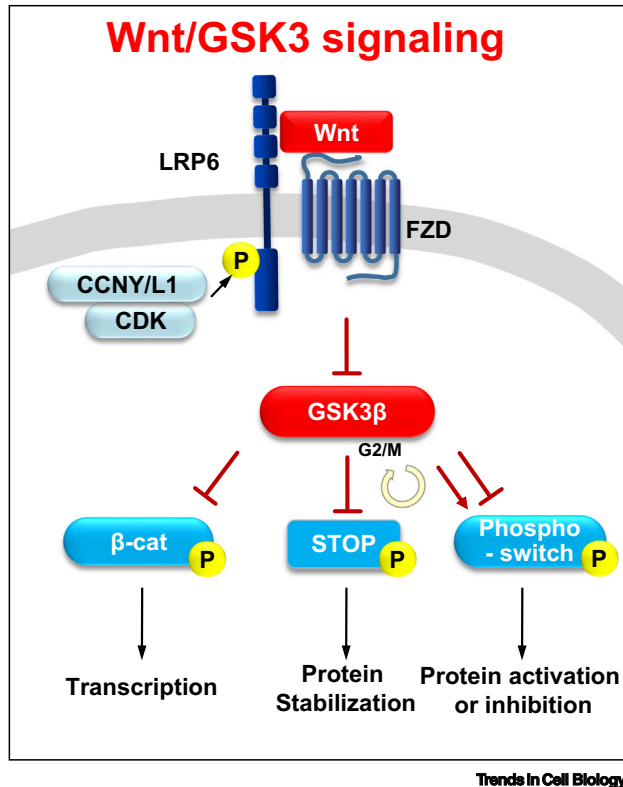 Wnt/GSK3 signaling
Wnt
LRP6
FZD
P
CCNY/L1
CDK
GSK3β
G2/M
β-cat
P
STOP
P
Phospho
- switch
P
Transcription
Protein
Stabilization
Protein activation
or inhibition
Trends in Cell Biology